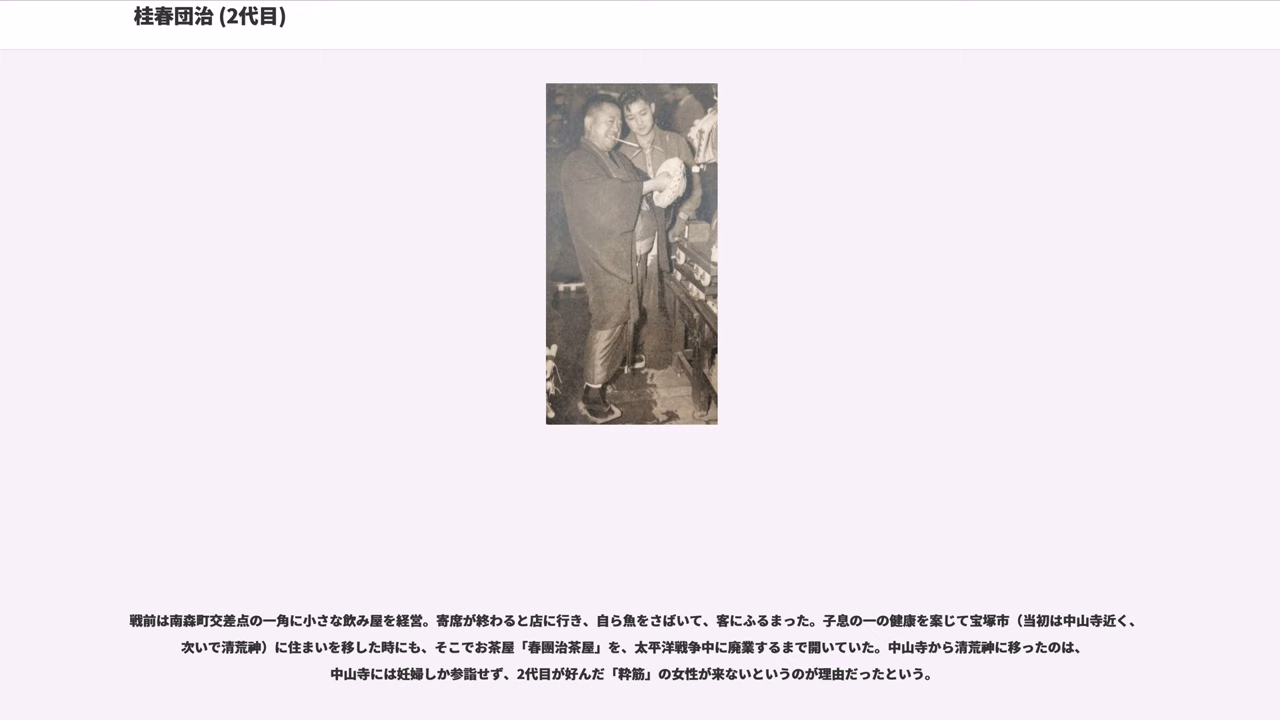 桂春団治 (2代目)
戦前は南森町交差点の一角に小さな飲み屋を経営。寄席が終わると店に行き、自ら魚をさばいて、客にふるまった。子息の一の健康を案じて宝塚市（当初は中山寺近く、
次いで清荒神）に住まいを移した時にも、そこでお茶屋「春團治茶屋」を、太平洋戦争中に廃業するまで開いていた。中山寺から清荒神に移ったのは、
中山寺には妊婦しか参詣せず、2代目が好んだ「粋筋」の女性が来ないというのが理由だったという。